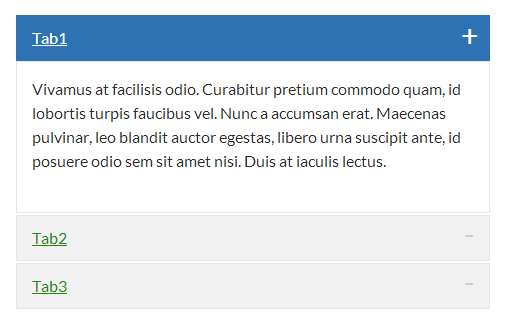 Tab1 +
Vivamus at facilisis odio. Curabitur pretium commodo quam, id
lobortis turpis faucibus vel. Nunc a accumsan erat. Maecenas
pulvinar, leo blandit auctor egestas, libero urna suscipit ante, id
posuere odio sem sit amet nisi. Duis at iaculis lectus.
Tab2 -
Tab3 -